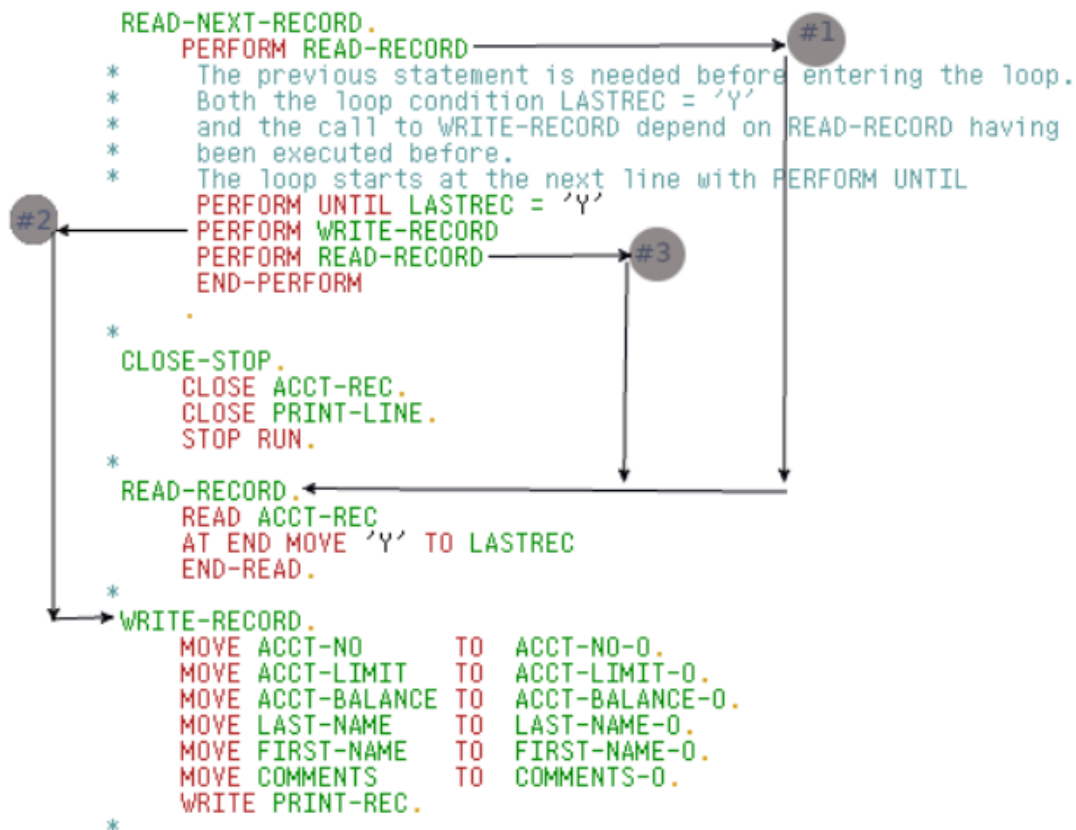 READ-NEXT-RECORD.
PERFORM READ-RECORD #1
* The previous statement is needed before entering the loop.
* Both the loop condition LASTREC = 'Y'
* and the call to WRITE-RECORD depend on READ-RECORD having
* been executed before.
* The loop starts at the next line with PERFORM UNTIL
PERFORM UNTIL LASTREC = 'Y'
#2 PERFORM WRITE-RECORD
PERFORM READ-RECORD #3
END-PERFORM
.
*
CLOSE-STOP.
CLOSE ACCT-REC.
CLOSE PRINT-LINE.
STOP RUN.
*
READ-RECORD.
READ ACCT-REC
AT END MOVE 'Y' TO LASTREC
END-READ.
*
WRITE-RECORD.
MOVE ACCT-NO TO ACCT-NO-O.
MOVE ACCT-LIMIT TO ACCT-LIMIT-O.
MOVE ACCT-BALANCE TO ACCT-BALANCE-O.
MOVE LAST-NAME TO LAST-NAME-O.
MOVE FIRST-NAME TO FIRST-NAME-O.
MOVE COMMENTS TO COMMENTS-O.
WRITE PRINT-REC.
*